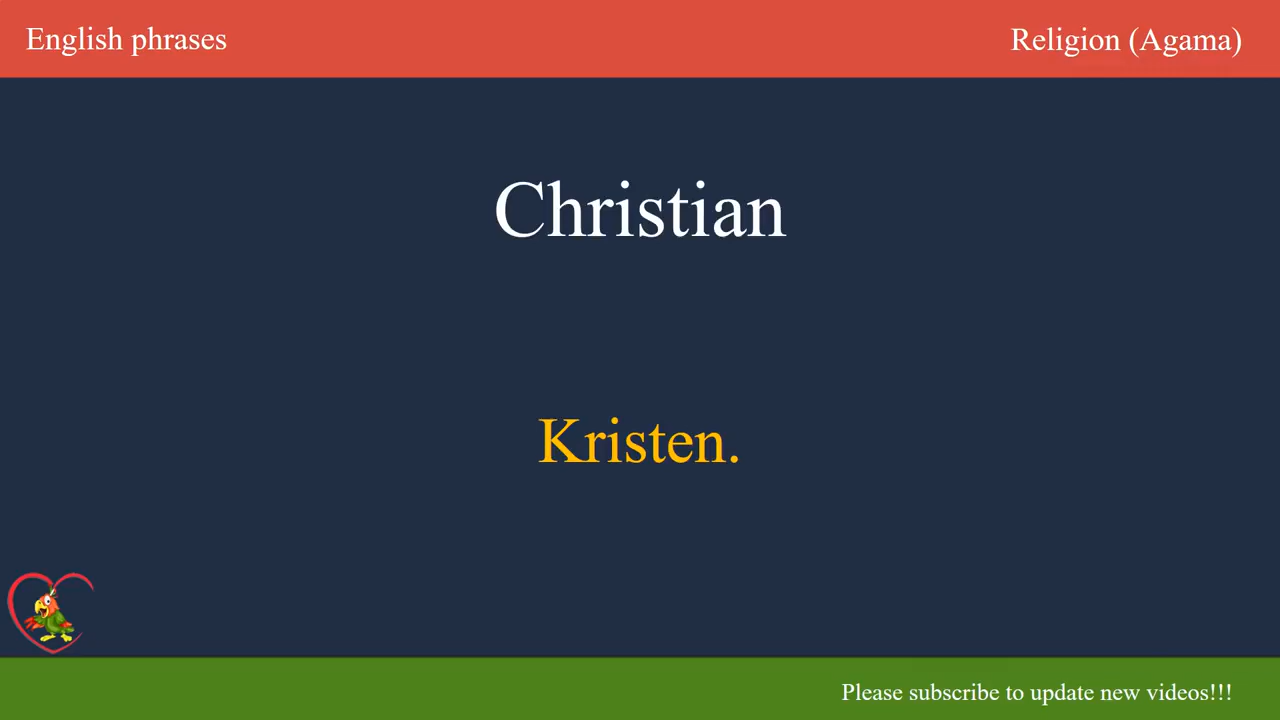 English phrases
Religion (Agama)
Christian
Kristen.
Please subscribe to update new videos!!!